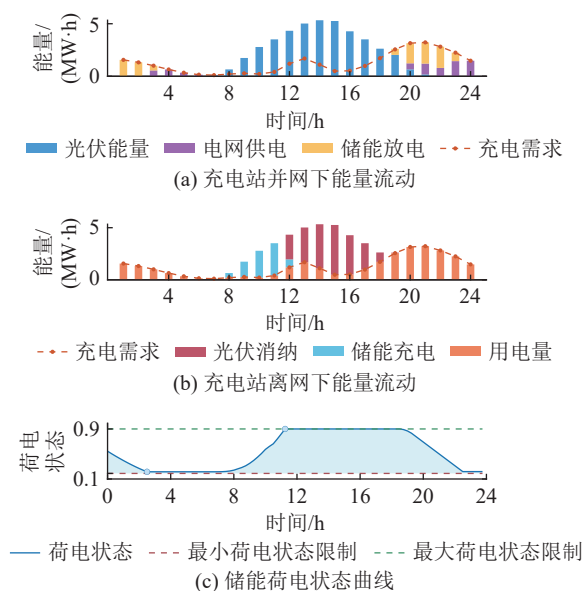 能量/
(MW·h)
5
0
4 8 12 16 20 24
时间/h
光伏能量 电网供电 储能放电 充电需求
(a) 充电站并网下能量流动
能量/
(MW·h)
5
0
4 8 12 16 20 24
时间/h
充电需求 光伏消纳 储能充电 用电量
(b) 充电站离网下能量流动
荷电
状态
0.9
0.1
0 4 8 12 16 20 24
时间/h
荷电状态 最小荷电状态限制 最大荷电状态限制
(c) 储能荷电状态曲线